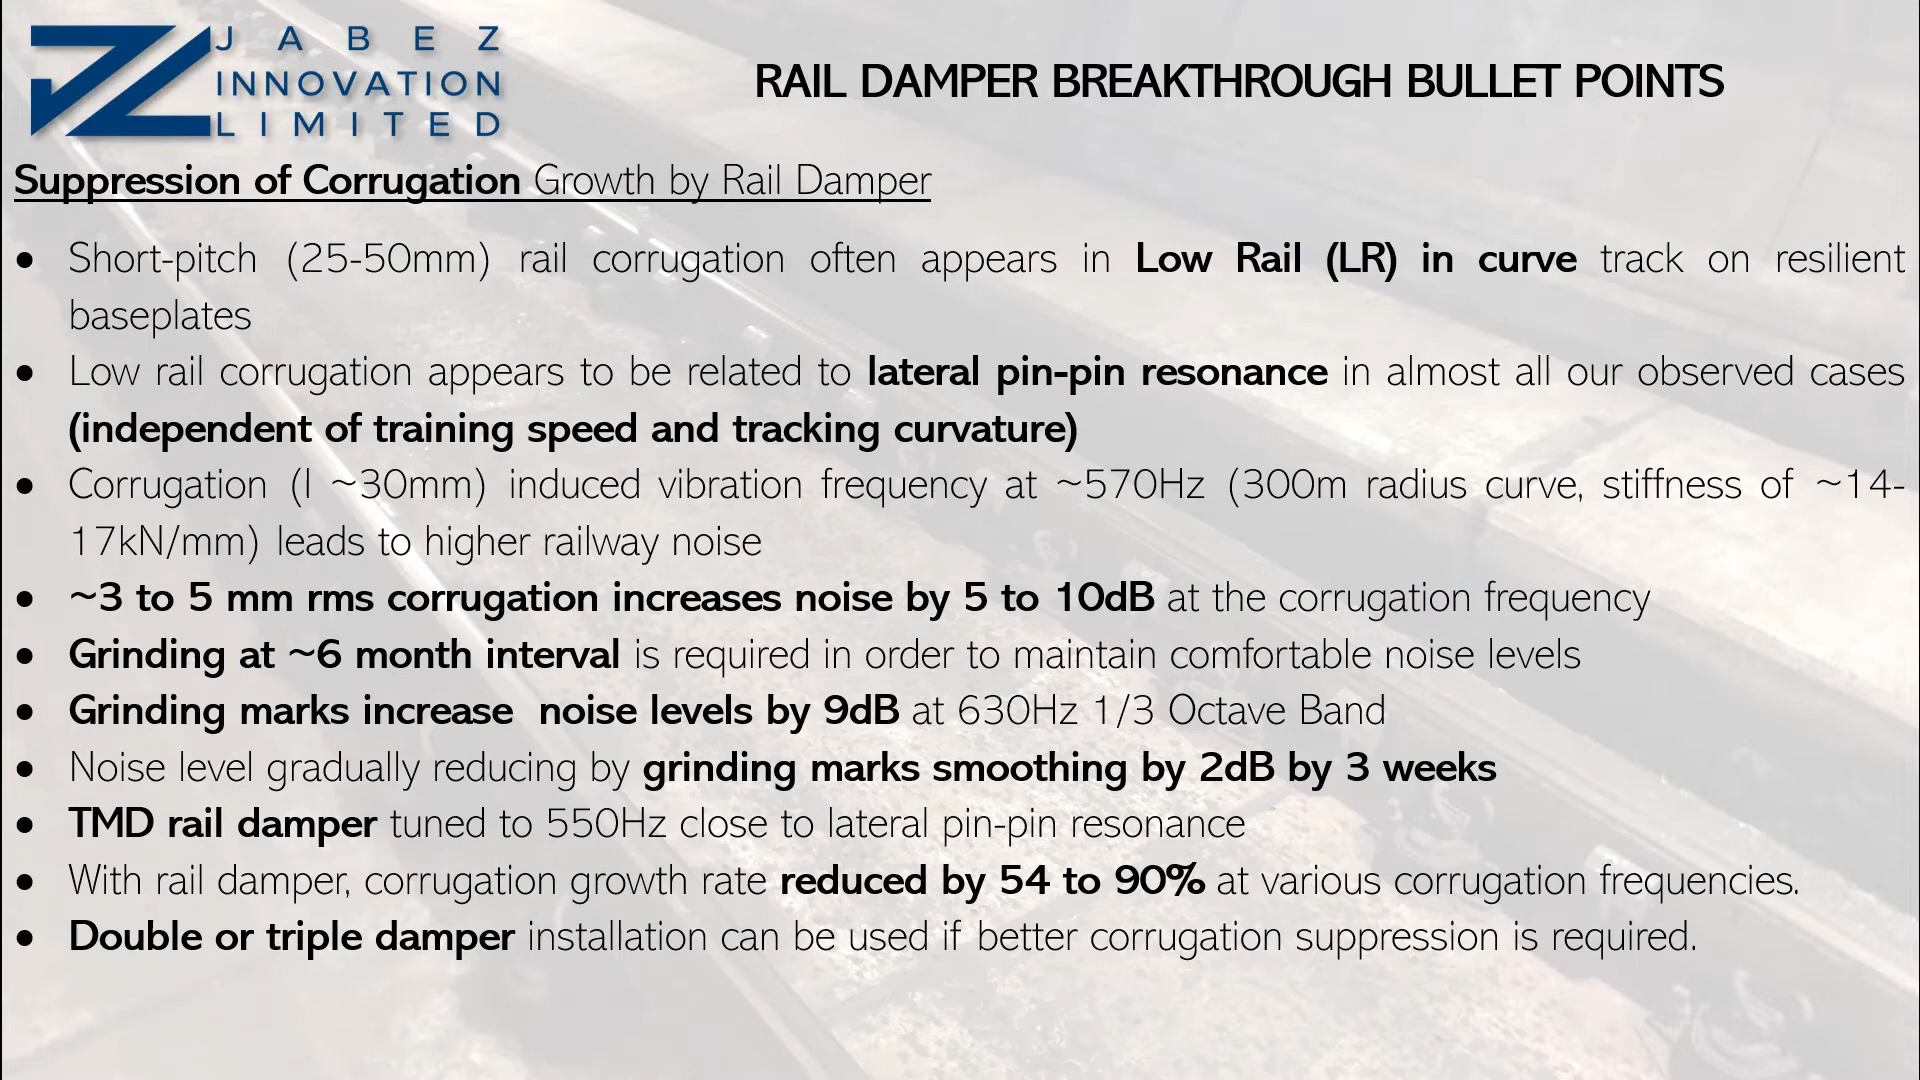 JABEZ
INNOVATION
LIMITED
RAIL DAMPER BREAKTHROUGH BULLET POINTS
Suppression of Corrugation Growth by Rail Damper
● Short-pitch (25-50mm) rail corrugation often appears in Low Rail (LR) in curve track on resilient
baseplates
● Low rail corrugation appears to be related to lateral pin-pin resonance in almost all our observed cases
(independent of training speed and tracking curvature)
● Corrugation (l ~30mm) induced vibration frequency at ~570Hz (300m radius curve, stiffness of ~14-
17kN/mm) leads to higher railway noise
● ~3 to 5 mm rms corrugation increases noise by 5 to 10dB at the corrugation frequency
● Grinding at ~6 month interval is required in order to maintain comfortable noise levels
● Grinding marks increase  noise levels by 9dB at 630Hz 1/3 Octave Band
● Noise level gradually reducing by grinding marks smoothing by 2dB by 3 weeks
● TMD rail damper tuned to 550Hz close to lateral pin-pin resonance
● With rail damper, corrugation growth rate reduced by 54 to 90% at various corrugation frequencies.
● Double or triple damper installation can be used if better corrugation suppression is required.